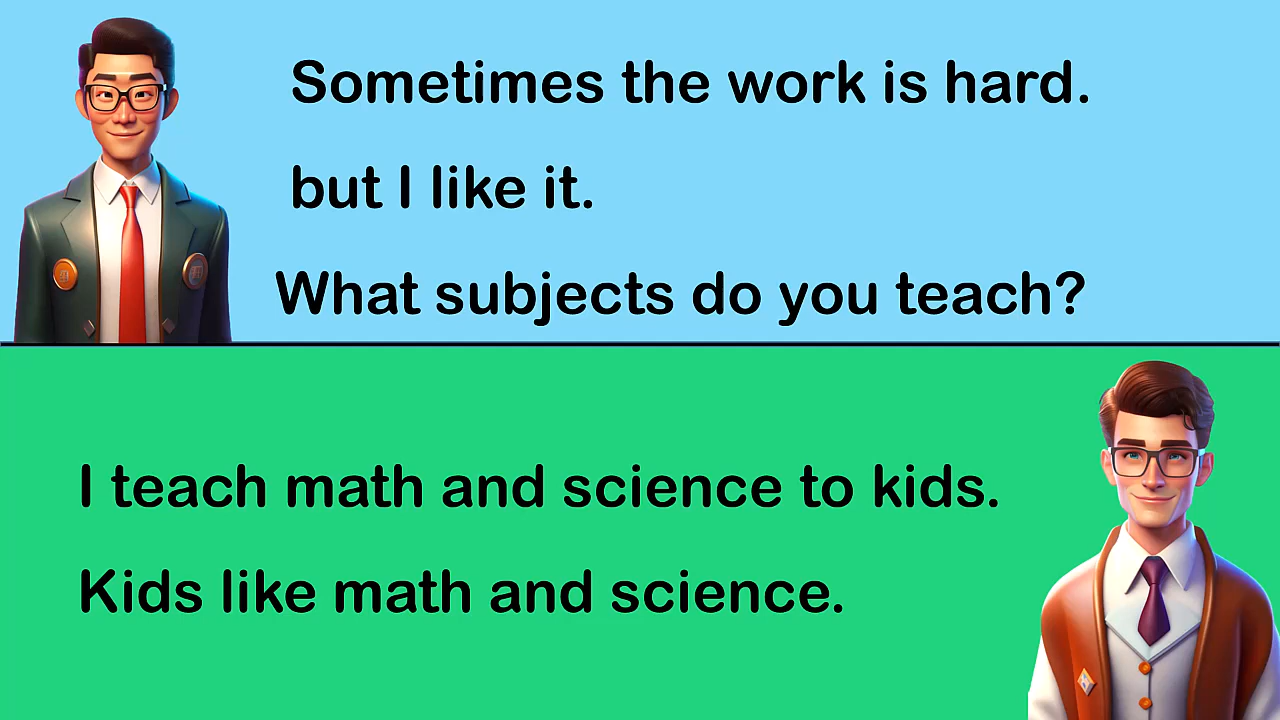 Sometimes the work is hard.
but I like it.
What subjects do you teach?
I teach math and science to kids.
Kids like math and science.